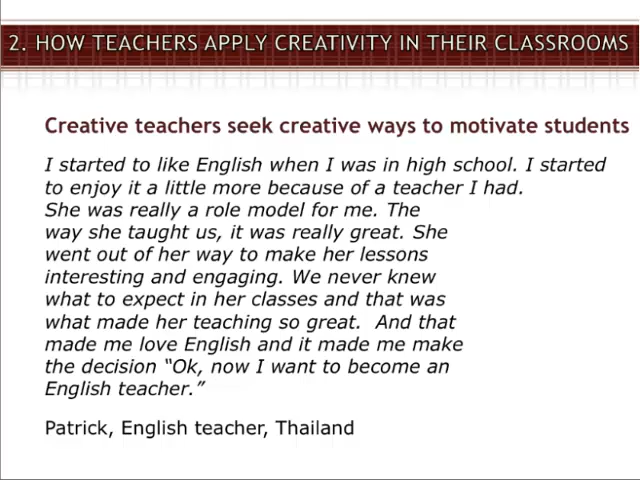 2. HOW TEACHERS APPLY CREATIVITY IN THEIR CLASSROOMS
Creative teachers seek creative ways to motivate students
I started to like English when I was in high school. I started
to enjoy it a little more because of a teacher I had.
She was really a role model for me. The
way she taught us, it was really great. She
went out of her way to make her lessons
interesting and engaging. We never knew
what to expect in her classes and that was
what made her teaching so great.  And that
made me love English and it made me make
the decision “Ok, now I want to become an
English teacher.”
Patrick, English teacher, Thailand